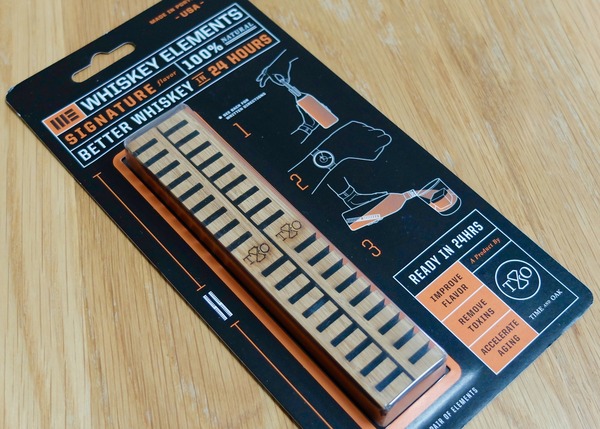 MADE IN
-USA-
WE WHISKEY ELEMENTS
SIGNATURE flavor 100% NATURAL
BETTER WHISKEY IN 24 HOURS
1
2
3
T&O
T&O
READY IN 24HRS
IMPROVE
FLAVOR
REMOVE
TOXINS
ACCELERATE
AGING
A Product By
T&O
TIME AND OAK
PAIR OF ELEMENTS